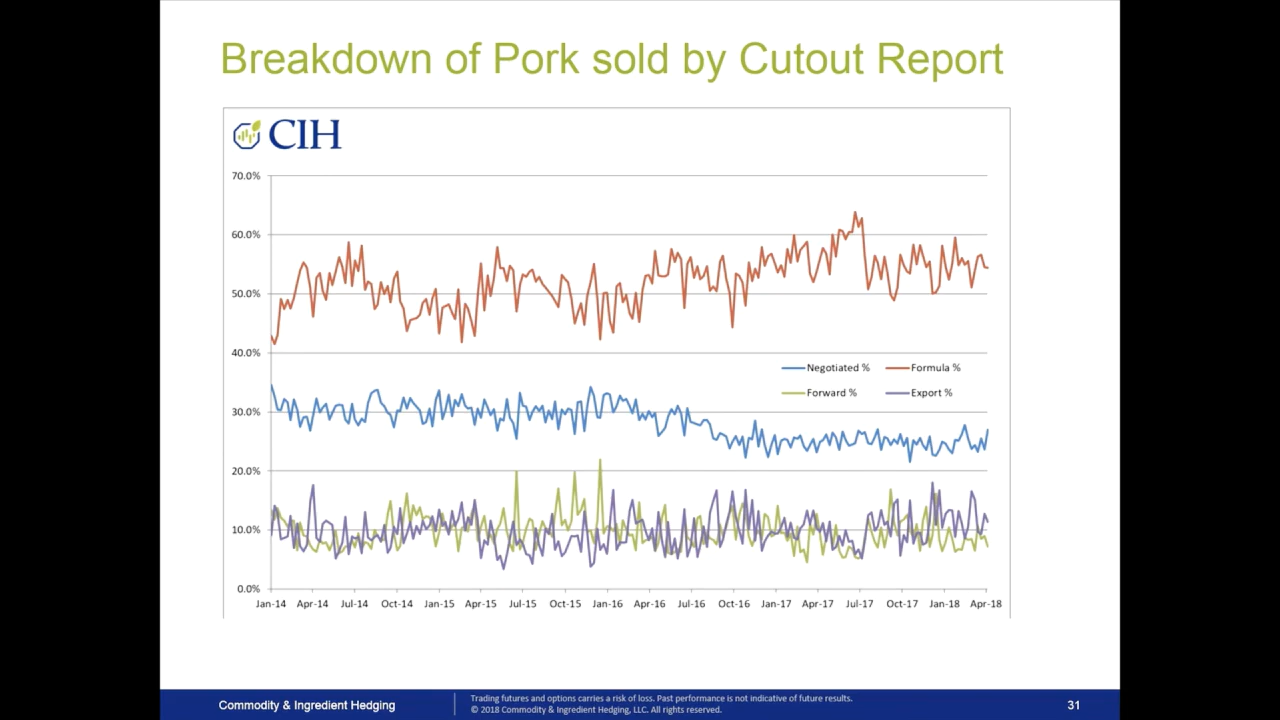 Breakdown of Pork sold by Cutout Report
CIH
70.0%
60.0%
50.0%
40.0%
30.0%
20.0%
10.0%
0.0%
Negotiated % Formula %
Forward % Export %
Jan-14 Apr-14 Jul-14 Oct-14 Jan-15 Apr-15 Jul-15 Oct-15 Jan-16 Apr-16 Jul-16 Oct-16 Jan-17 Apr-17 Jul-17 Oct-17 Jan-18 Apr-18
Commodity & Ingredient Hedging
Trading futures and options carries a risk of loss. Past performance is not indicative of future results.
© 2018 Commodity & Ingredient Hedging, LLC. All rights reserved.
31